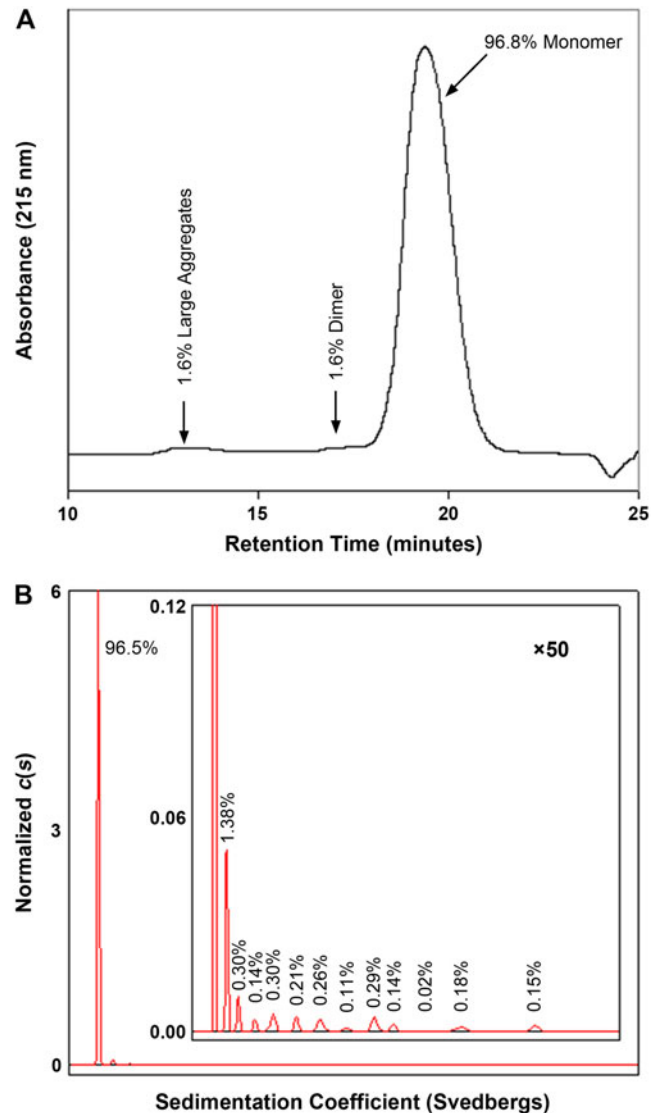 A
96.8% Monomer
1.6% Large Aggregates
1.6% Dimer
Absorbance (215 nm)
10
15
20
25
Retention Time (minutes)
B
6
3
0
96.5%
0.12
0.06
0.00
×50
1.38%
0.30%
0.14%
0.30%
0.21%
0.26%
0.11%
0.29%
0.14%
0.02%
0.18%
0.15%
Normalized c(s)
Sedimentation Coefficient (Svedbergs)